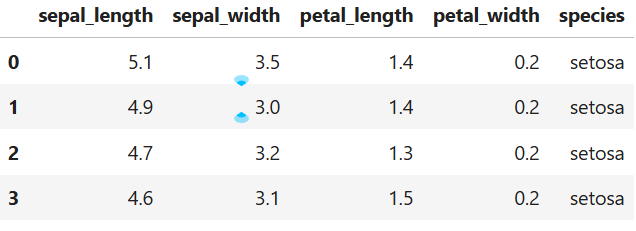 sepal_length sepal_width petal_length petal_width species
0 5.1 3.5 1.4 0.2 setosa
1 4.9 3.0 1.4 0.2 setosa
2 4.7 3.2 1.3 0.2 setosa
3 4.6 3.1 1.5 0.2 setosa